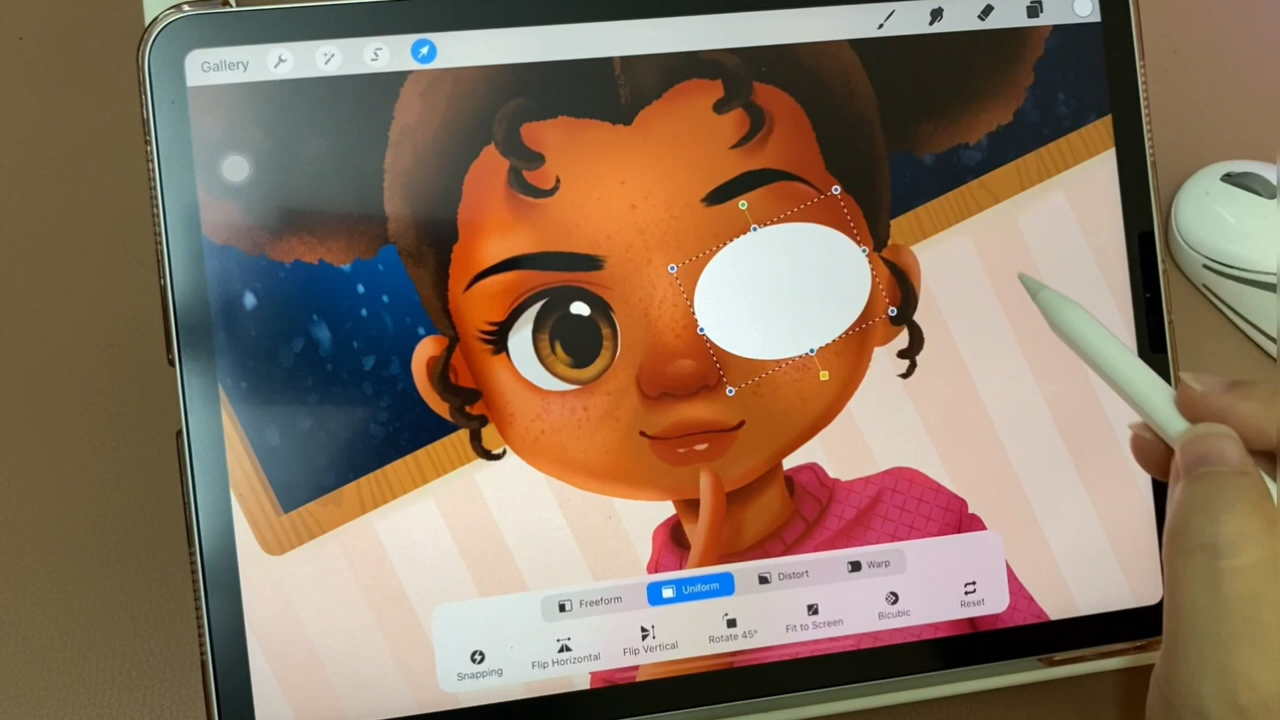 Gallery
Freeform
Uniform
Distort
Warp
Snapping
Flip Horizontal
Flip Vertical
Rotate 45°
Fit to Screen
Bicubic
Reset